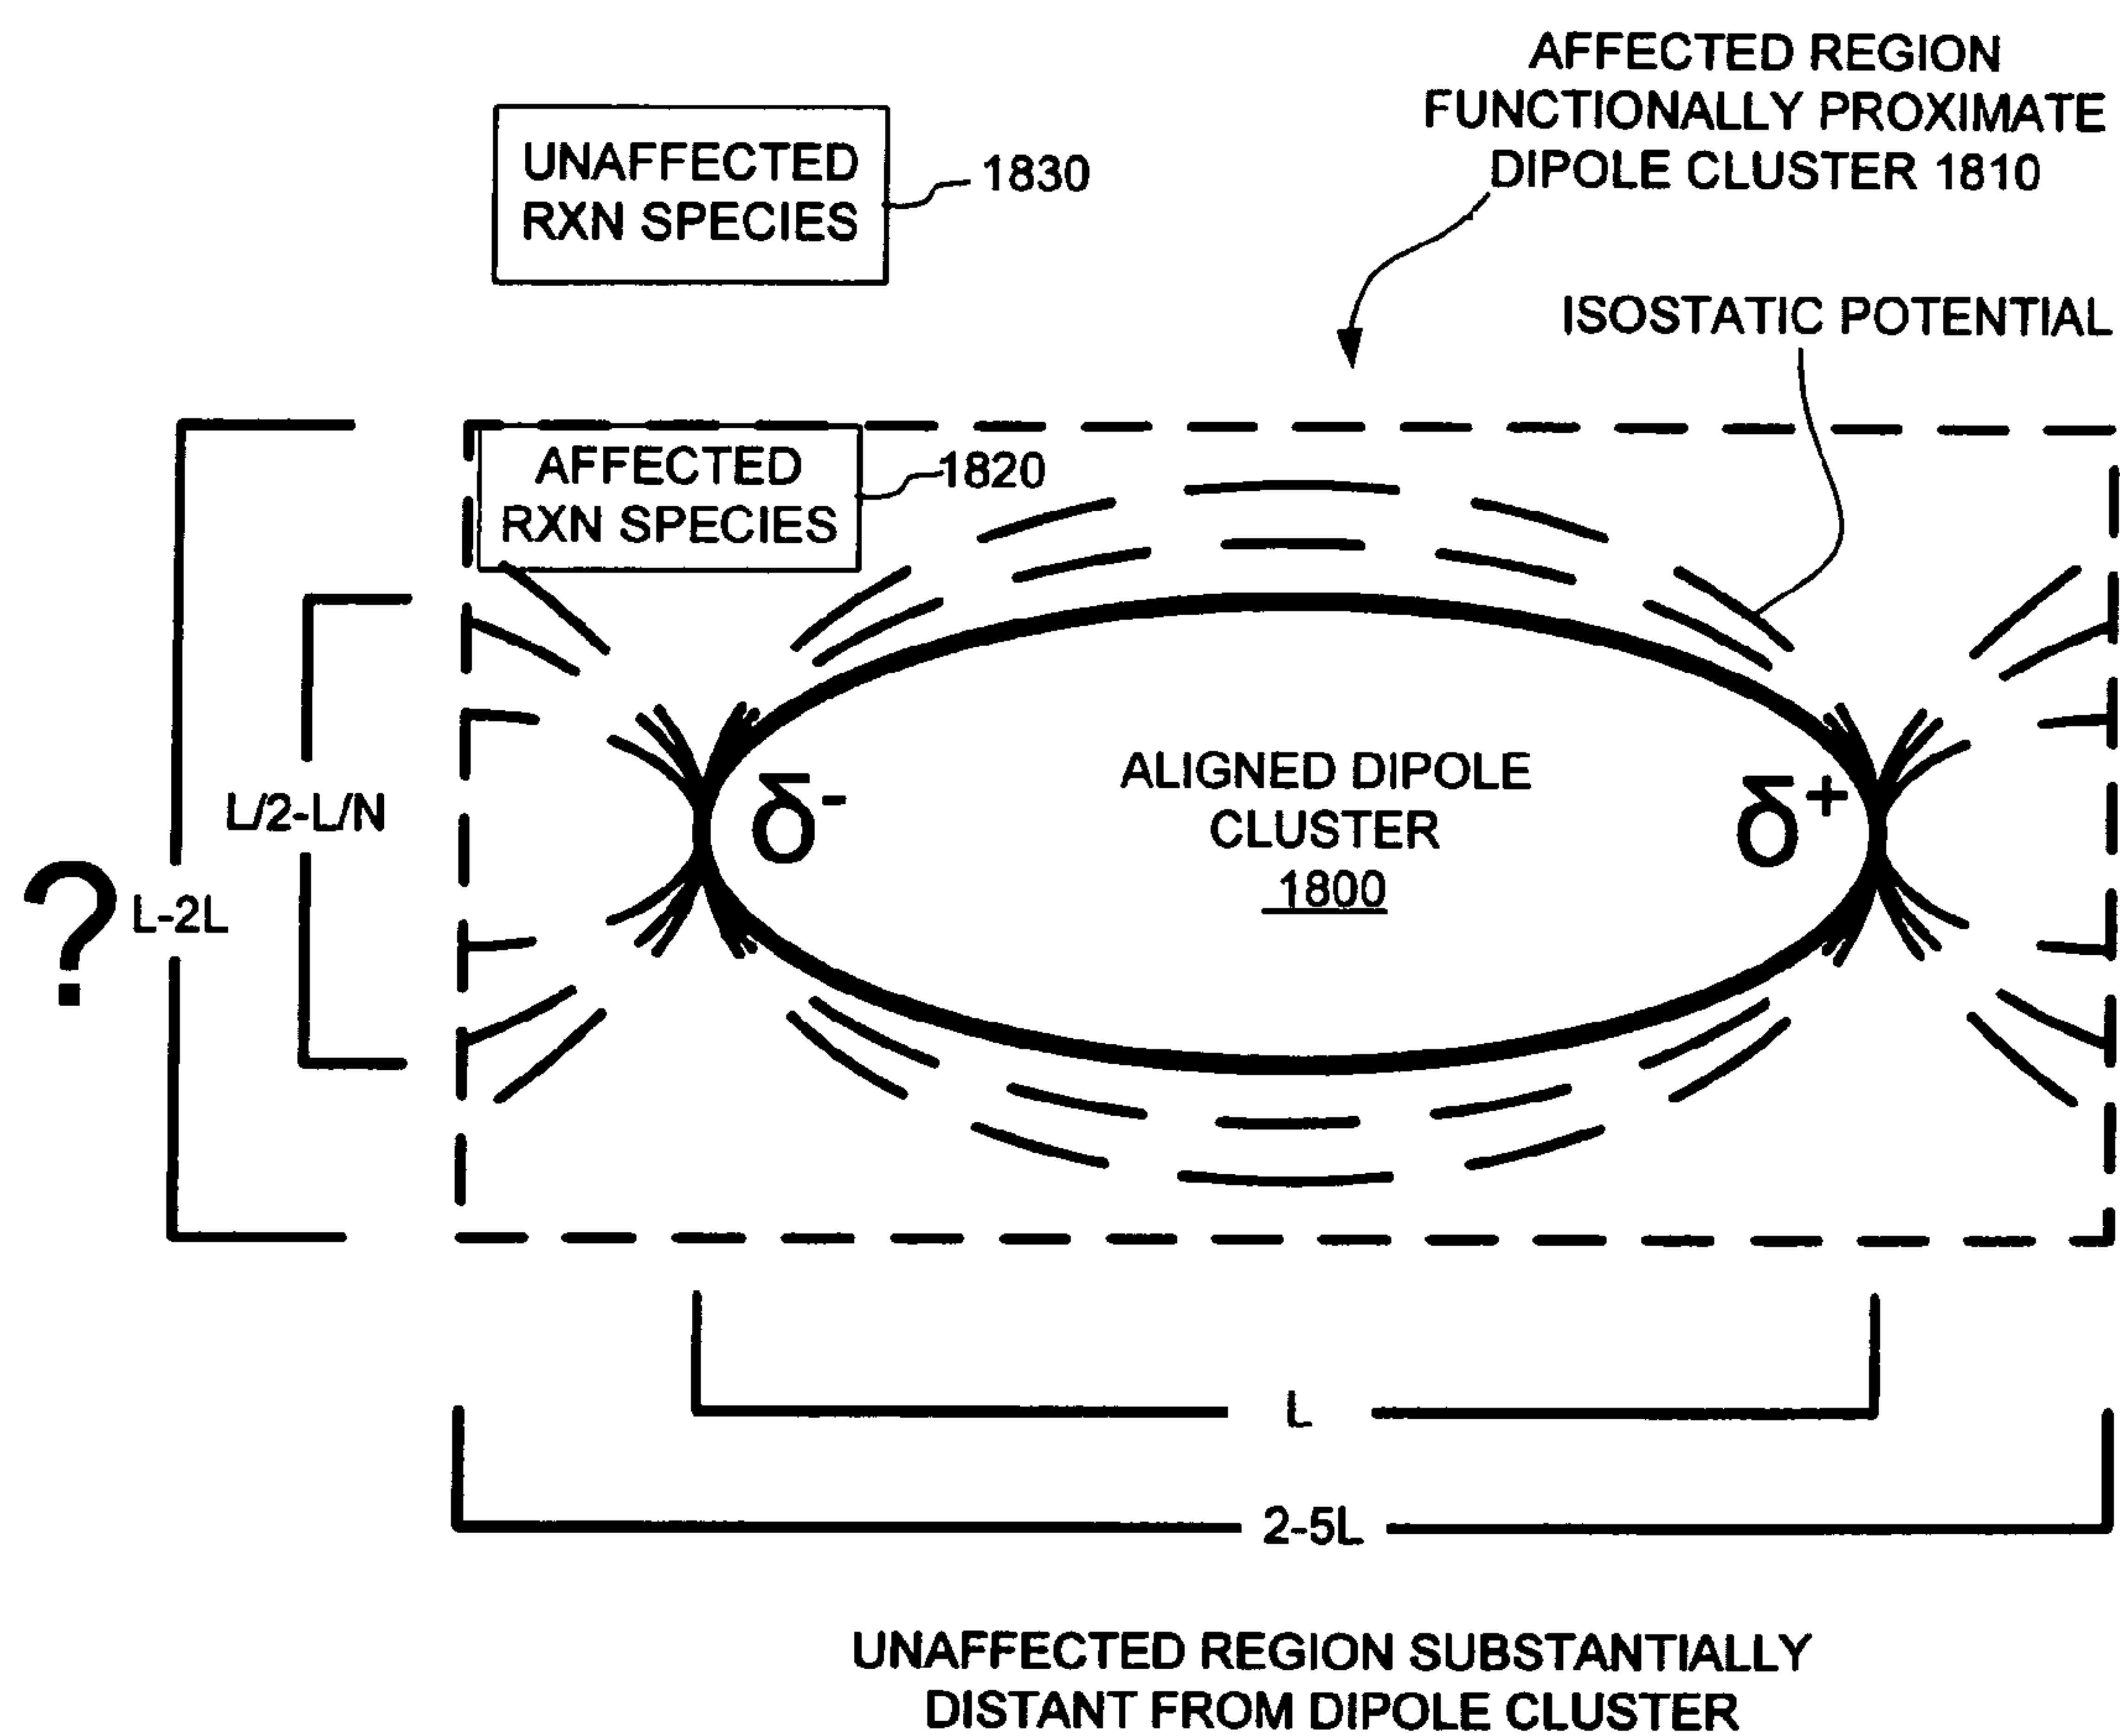 AFFECTED REGION
FUNCTIONALLY PROXIMATE
DIPOLE CLUSTER 1810
UNAFFECTED
RXN SPECIES
1830
ISOSTATIC POTENTIAL
AFFECTED
RXN SPECIES
1820
δ-
ALIGNED DIPOLE
CLUSTER
1800
δ+
L/2-L/N
?
L-2L
L
2-5L
UNAFFECTED REGION SUBSTANTIALLY
DISTANT FROM DIPOLE CLUSTER